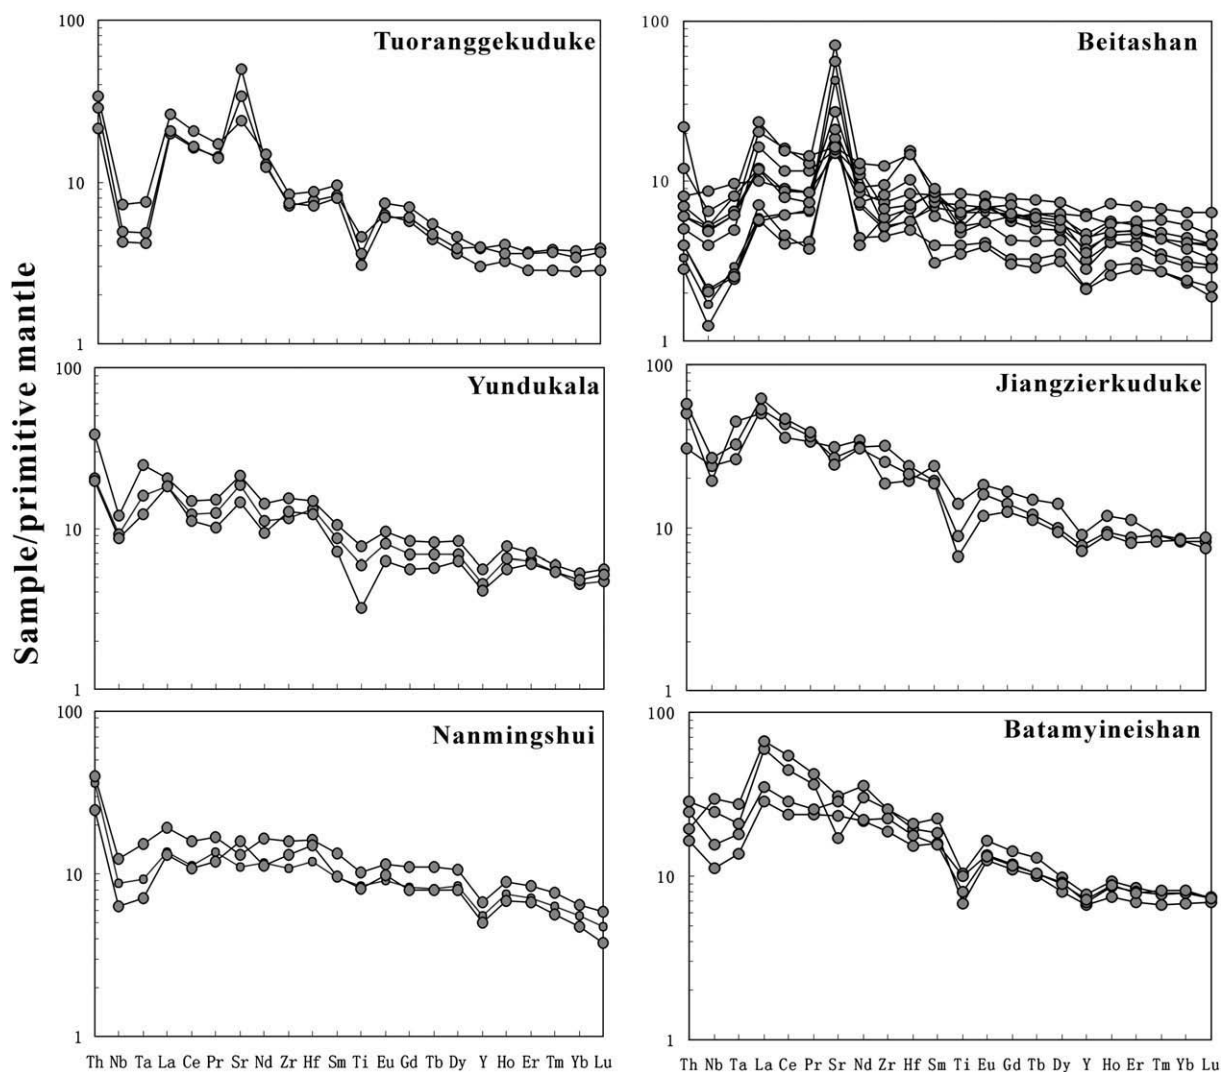 Sample/primitive mantle
100
10
1
Tuoranggekuduke
100
10
1
Beitashan
100
10
1
Yundukala
100
10
1
Jiangzierkuduke
100
10
1
Nanmingshui
100
10
1
Batamyineishan
Th Nb Ta La Ce Pr Sr Nd Zr Hf Sm Ti Eu Gd Tb Dy Y Ho Er Tm Yb Lu
Th Nb Ta La Ce Pr Sr Nd Zr Hf Sm Ti Eu Gd Tb Dy Y Ho Er Tm Yb Lu